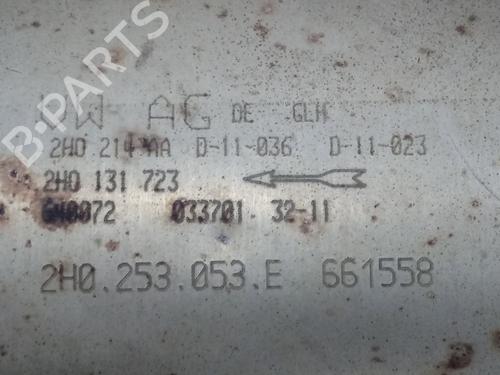 VW AG DE GLH
2H0 214 AA D-11-036 D-11-023
2H0 131 723
033701 32-11
2H0.253.053.E 661558
B-PARTS